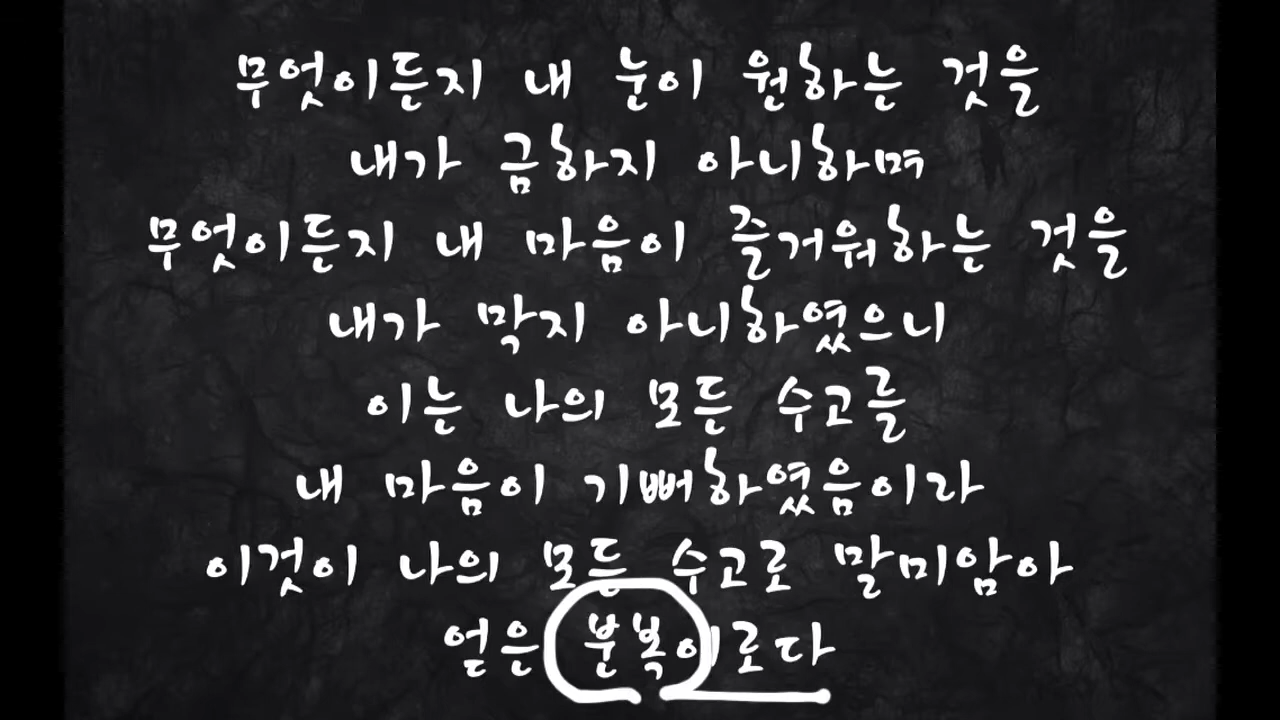 무엇이든지 내 눈이 원하는 것을
내가 금하지 아니하며
무엇이든지 내 마음이 즐거워하는 것을
내가 막지 아니하였으니
이는 나의 모든 수고를
내 마음이 기뻐하였음이라
이것이 나의 모든 수고로 말미암아
얻은 분복이로다